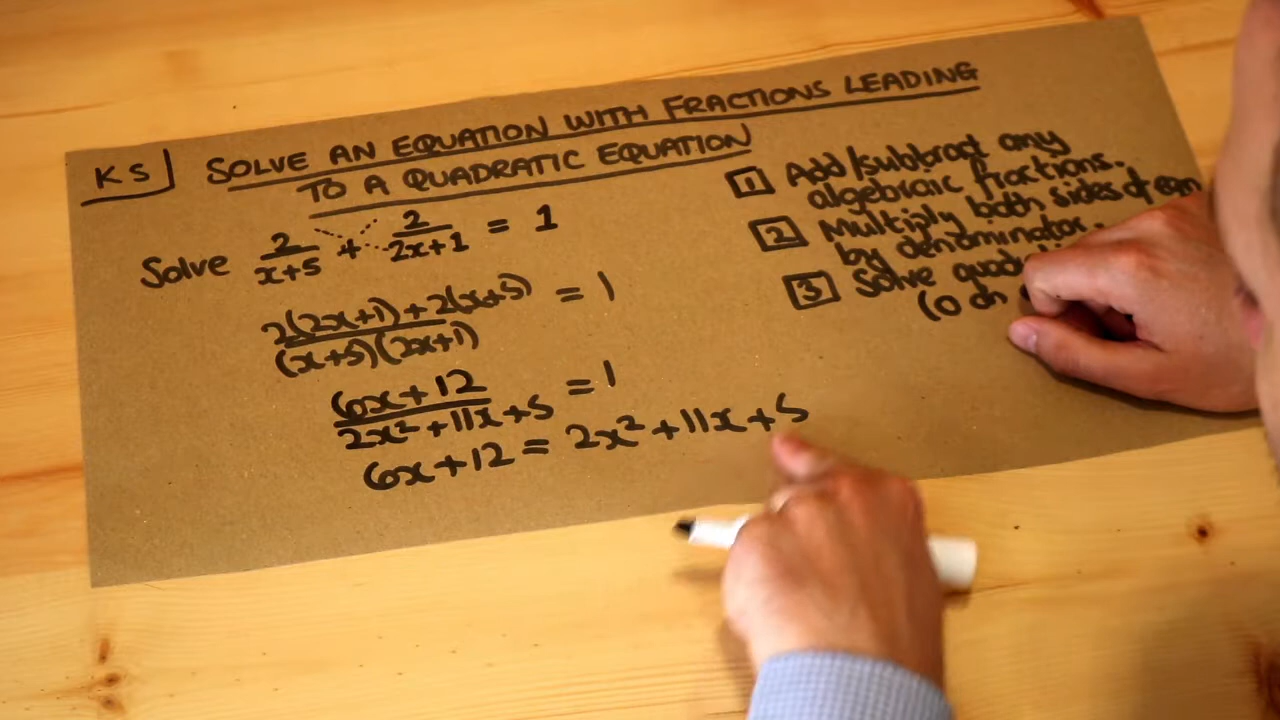 KS
SOLVE AN EQUATION WITH FRACTIONS LEADING
TO A QUADRATIC EQUATION
Solve 2/(x+5) + 2/(2x+1) = 1
2(2x+1)+2(x+5)/(x+5)(2x+1) = 1
6x+12/2x²+11x+5 = 1
6x+12 = 2x²+11x+5
1 Add/subtract any
algebraic fractions.
2 Multiply both sides of eqn
by denominator.
3 Solve
(0 on